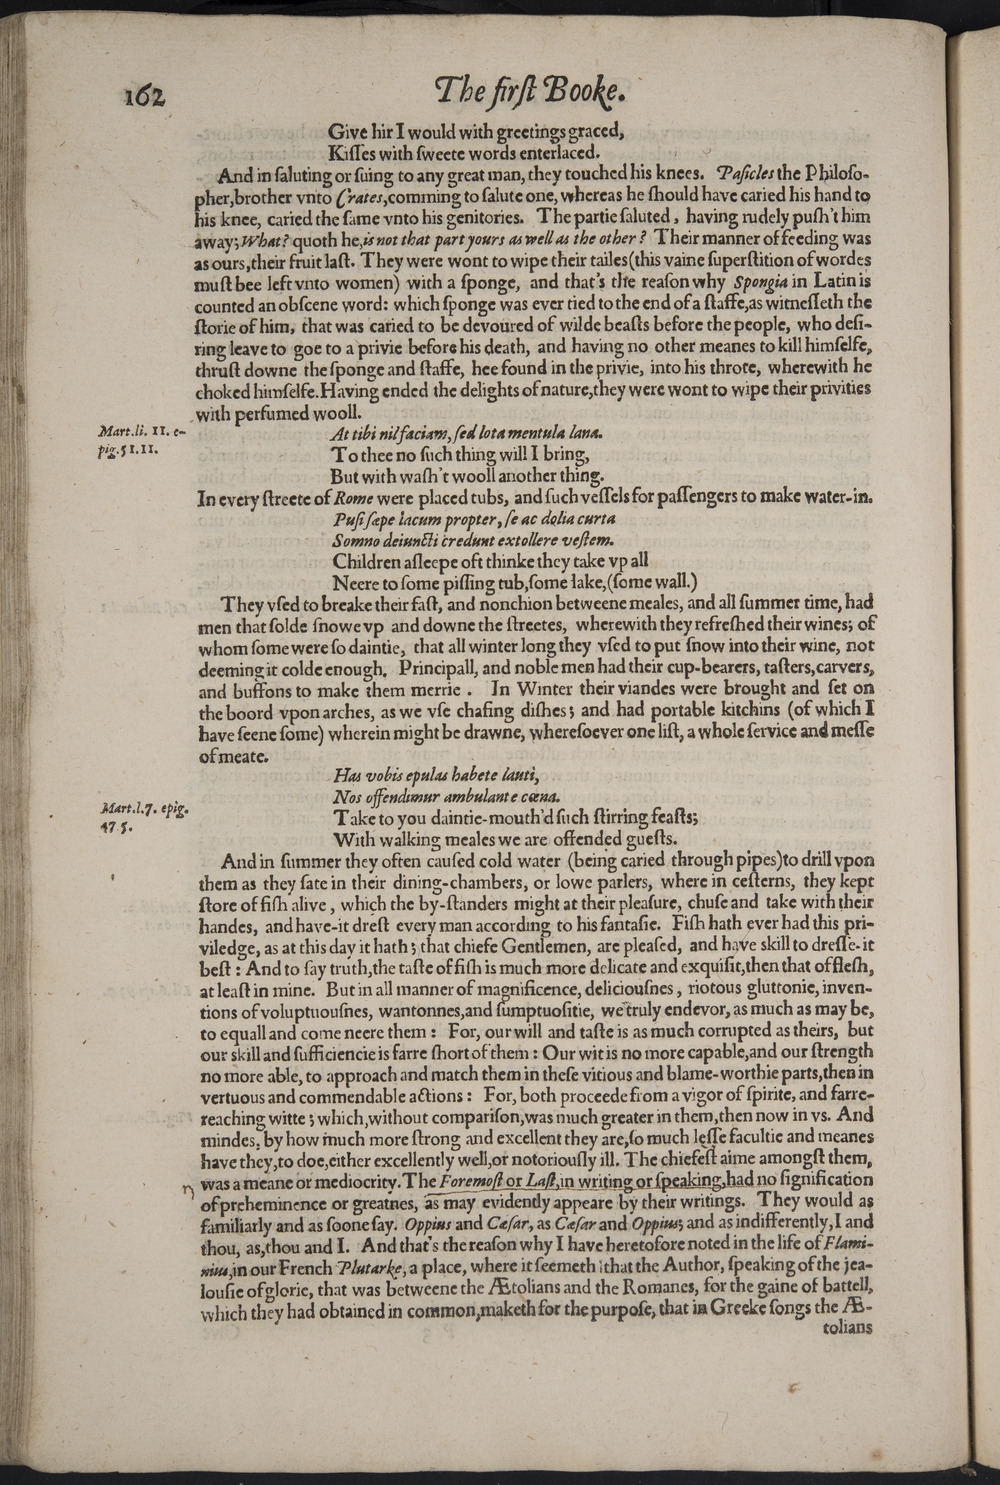 162
The firſt Booke.
Give hir I would with greetings graced,
Kiſſes with ſweete words enterlaced.
And in ſaluting or ſuing to any great man, they touched his knees. Paſicles the Philoſo-
pher, brother vnto Crates, comming to ſalute one, whereas he ſhould have caried his hand to
his knee, caried the ſame vnto his genitories. The partie ſaluted, having rudely puſh't him
away; What? quoth he, is not that part yours as well as the other? Their manner of feeding was
as ours, their fruit laſt. They were wont to wipe their tailes (this vaine ſuperſtition of wordes
muſt bee left vnto women) with a ſponge, and that's the reaſon why Spongia in Latin is
counted an obſcene word: which ſponge was ever tied to the end of a ſtaffe, as witneſſeth the
ſtorie of him, that was caried to be devoured of wilde beaſts before the people, who deſi-
ring leave to goe to a privie before his death, and having no other meanes to kill himſelfe,
thruſt downe the ſponge and ſtaffe, hee found in the privie, into his throte, wherewith he
choked himſelfe. Having ended the delights of nature, they were wont to wipe their privities
with perfumed wooll.
Mart. li. 11. e-
pig. 51. 11.
At tibi nil faciam, ſed lota mentula lana.
To thee no ſuch thing will I bring,
But with waſh't wooll another thing.
In every ſtreete of Rome were placed tubs, and ſuch veſſels for paſſengers to make water-in.
Puſi ſæpe lacum propter, ſe ac dolia curta
Somno deiuncti credunt extollere veſtem.
Children aſleepe oft thinke they take vp all
Neere to ſome piſſing tub, ſome lake, (ſome wall.)
They vſed to breake their faſt, and nonchion betweene meales, and all ſummer time, had
men that ſolde ſnowe vp and downe the ſtreetes, wherewith they refreſhed their wines; of
whom ſome were ſo daintie, that all winter long they vſed to put ſnow into their wine, not
deeming it colde enough. Principall, and noble men had their cup-bearers, taſters, carvers,
and buffons to make them merrie. In Winter their viandes were brought and ſet on
the boord vpon arches, as we vſe chafing diſhes; and had portable kitchins (of which I
have ſeene ſome) wherein might be drawne, whereſoever one liſt, a whole ſervice and meſſe
of meate.
Has vobis epulas habete lauti,
Nos offendimur ambulante cœna.
Mart. l. 7. epig.
47. 5.
Take to you daintie-mouth'd ſuch ſtirring feaſts;
With walking meales we are offended gueſts.
And in ſummer they often cauſed cold water (being caried through pipes) to drill vpon
them as they ſate in their dining-chambers, or lowe parlers, where in ceſterns, they kept
ſtore of fiſh alive, which the by-ſtanders might at their pleaſure, chuſe and take with their
handes, and have-it dreſt every man according to his fantaſie. Fiſh hath ever had this pri-
viledge, as at this day it hath; that chiefe Gentlemen, are pleaſed, and have skill to dreſſe-it
beſt: And to ſay truth, the taſte of fiſh is much more delicate and exquiſit, then that of fleſh,
at leaſt in mine. But in all manner of magnificence, deliciouſnes, riotous gluttonie, inven-
tions of voluptuouſnes, wantonnes, and ſumptuoſitie, we truly endevor, as much as may be,
to equall and come neere them: For, our will and taſte is as much corrupted as theirs, but
our skill and ſufficiencie is farre ſhort of them: Our wit is no more capable, and our ſtrength
no more able, to approach and match them in theſe vitious and blame-worthie parts, then in
vertuous and commendable actions: For, both proceede from a vigor of ſpirite, and farre-
reaching witte; which, without compariſon, was much greater in them, then now in vs. And
mindes, by how much more ſtrong and excellent they are, ſo much leſſe facultie and meanes
have they, to doe, either excellently well, or notoriouſly ill. The chiefeſt aime amongſt them,
was a meane or mediocrity. The Foremoſt or Laſt, in writing or ſpeaking, had no ſignification
of preheminence or greatnes, as may evidently appeare by their writings. They would as
familiarly and as ſoone ſay. Oppius and Cæſar, as Cæſar and Oppius; and as indifferently, I and
thou, as, thou and I. And that's the reaſon why I have heretofore noted in the life of Flami-
nius, in our French Plutarke, a place, where it ſeemeth that the Author, ſpeaking of the jea-
louſie of glorie, that was betweene the Ætolians and the Romanes, for the gaine of battell,
which they had obtained in common, maketh for the purpoſe, that in Greeke ſongs the Æ-
tolians